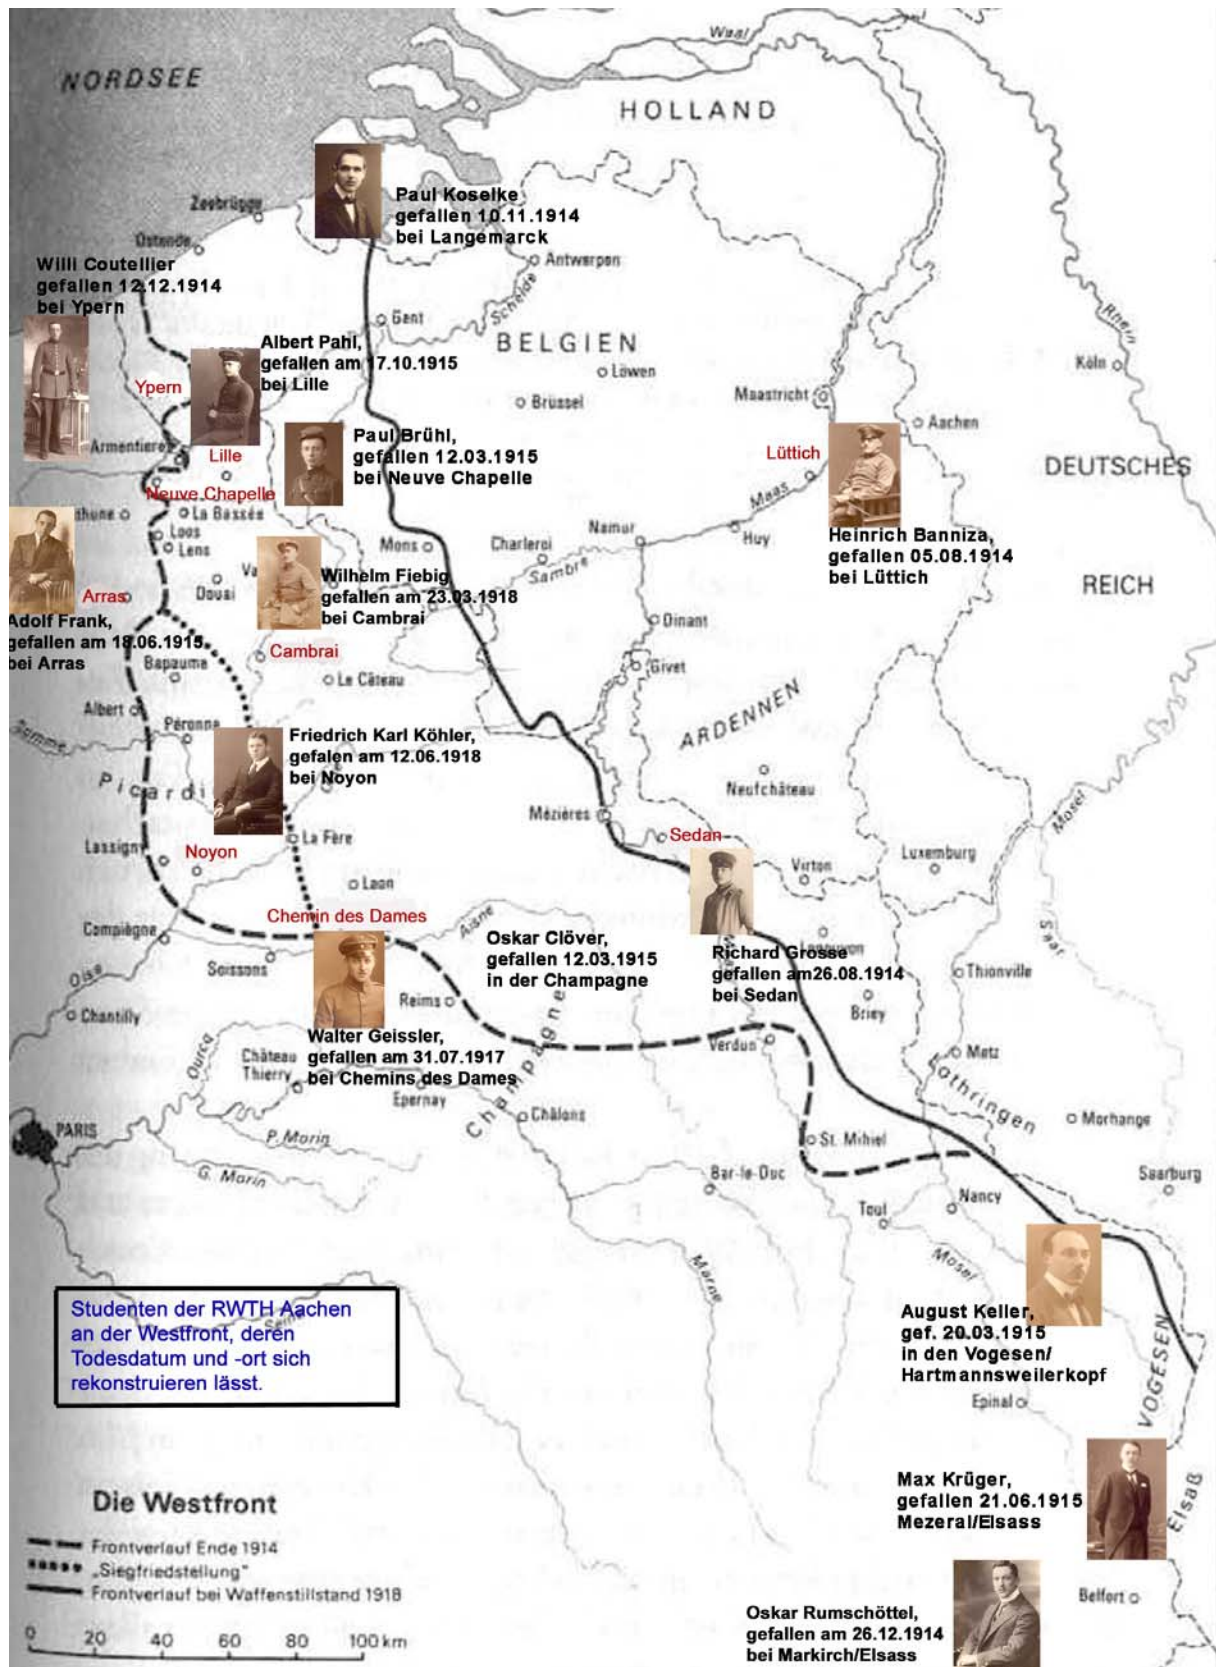 Waal
NORDSEE
HOLLAND
Paul Koselke
gefallen 10.11.1914
bei Langemarck
Zeebrügge
Ostende
Antwerpen
Willi Coutellier
gefallen 12.12.1914
bei Ypern
Schelde
Rhein
Gent
BELGIEN
Albert Pahl,
gefallen am 17.10.1915
bei Lille
Löwen
Köln
Ypern
Maastricht
Brüssel
Aachen
Armentières
Paul Brühl,
gefallen 12.03.1915
bei Neuve Chapelle
Lille
Lüttich
DEUTSCHES
REICH
Neuve Chapelle
Maas
La Bassée
Loos
Lens
Namur
Huy
Heinrich Banniza,
gefallen 05.08.1914
bei Lüttich
Mons
Charleroi
Sambre
Douai
Wilhelm Fiebig
gefallen am 23.03.1918
bei Cambrai
Arras
Adolf Frank,
gefallen am 18.06.1915
bei Arras
Dinant
Cambrai
Givet
Bapaume
Le Câteau
Albert
ARDENNEN
Péronne
Somme
Friedrich Karl Köhler,
gefalen am 12.06.1918
bei Noyon
Neufchâteau
Picardi
Mézières
Mosel
La Fère
Sedan
Lassigny
Noyon
Luxemburg
Virton
Laon
Chemin des Dames
Aisne
Saar
Compiègne
Oskar Clöver,
gefallen 12.03.1915
in der Champagne
Longuyon
Richard Grosse
gefallen am26.08.1914
bei Sedan
Soissons
Oise
Thionville
Reims
Briey
Chantilly
Walter Geissler,
gefallen am 31.07.1917
bei Chemins des Dames
Verdun
Metz
Ourcq
Château
Thierry
Epernay
Champagne
Lothringen
Châlons
Morhange
PARIS
P. Morin
St. Mihiel
G. Morin
Bar-le-Duc
Saarburg
Nancy
Toul
Mosel
Marne
Studenten der RWTH Aachen
an der Westfront, deren
Todesdatum und -ort sich
rekonstruieren lässt.
Seine
August Keller,
gef. 20.03.1915
in den Vogesen/
Hartmannsweilerkopf
VOGESEN
Epinal
Max Krüger,
gefallen 21.06.1915
Mezeral/Elsass
Elsaß
Die Westfront
Frontverlauf Ende 1914
„Siegfriedstellung"
Frontverlauf bei Waffenstillstand 1918
Belfort
Oskar Rumschöttel,
gefallen am 26.12.1914
bei Markirch/Elsass
0 20 40 60 80 100 km